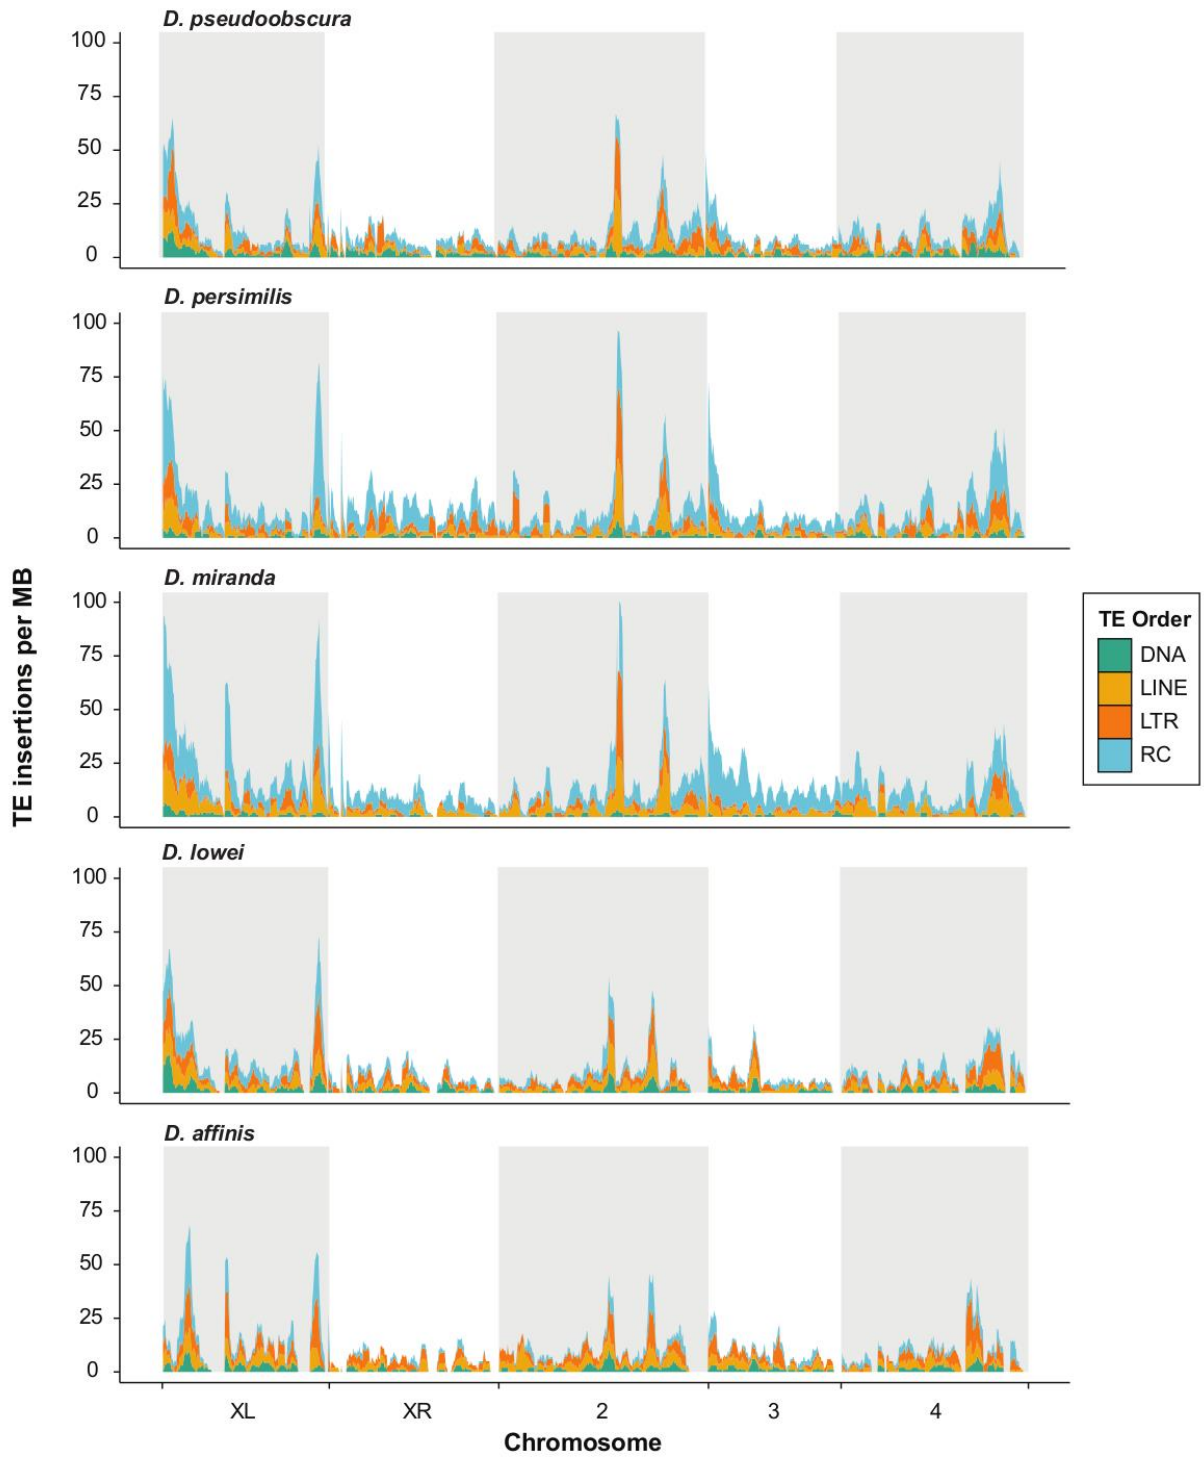 D. pseudoobscura
100
75
50
25
0
D. persimilis
100
75
50
25
0
TE insertions per MB
D. miranda
100
75
50
25
0
TE Order
DNA
LINE
LTR
RC
D. lowei
100
75
50
25
0
D. affinis
100
75
50
25
0
XL XR 2 3 4
Chromosome